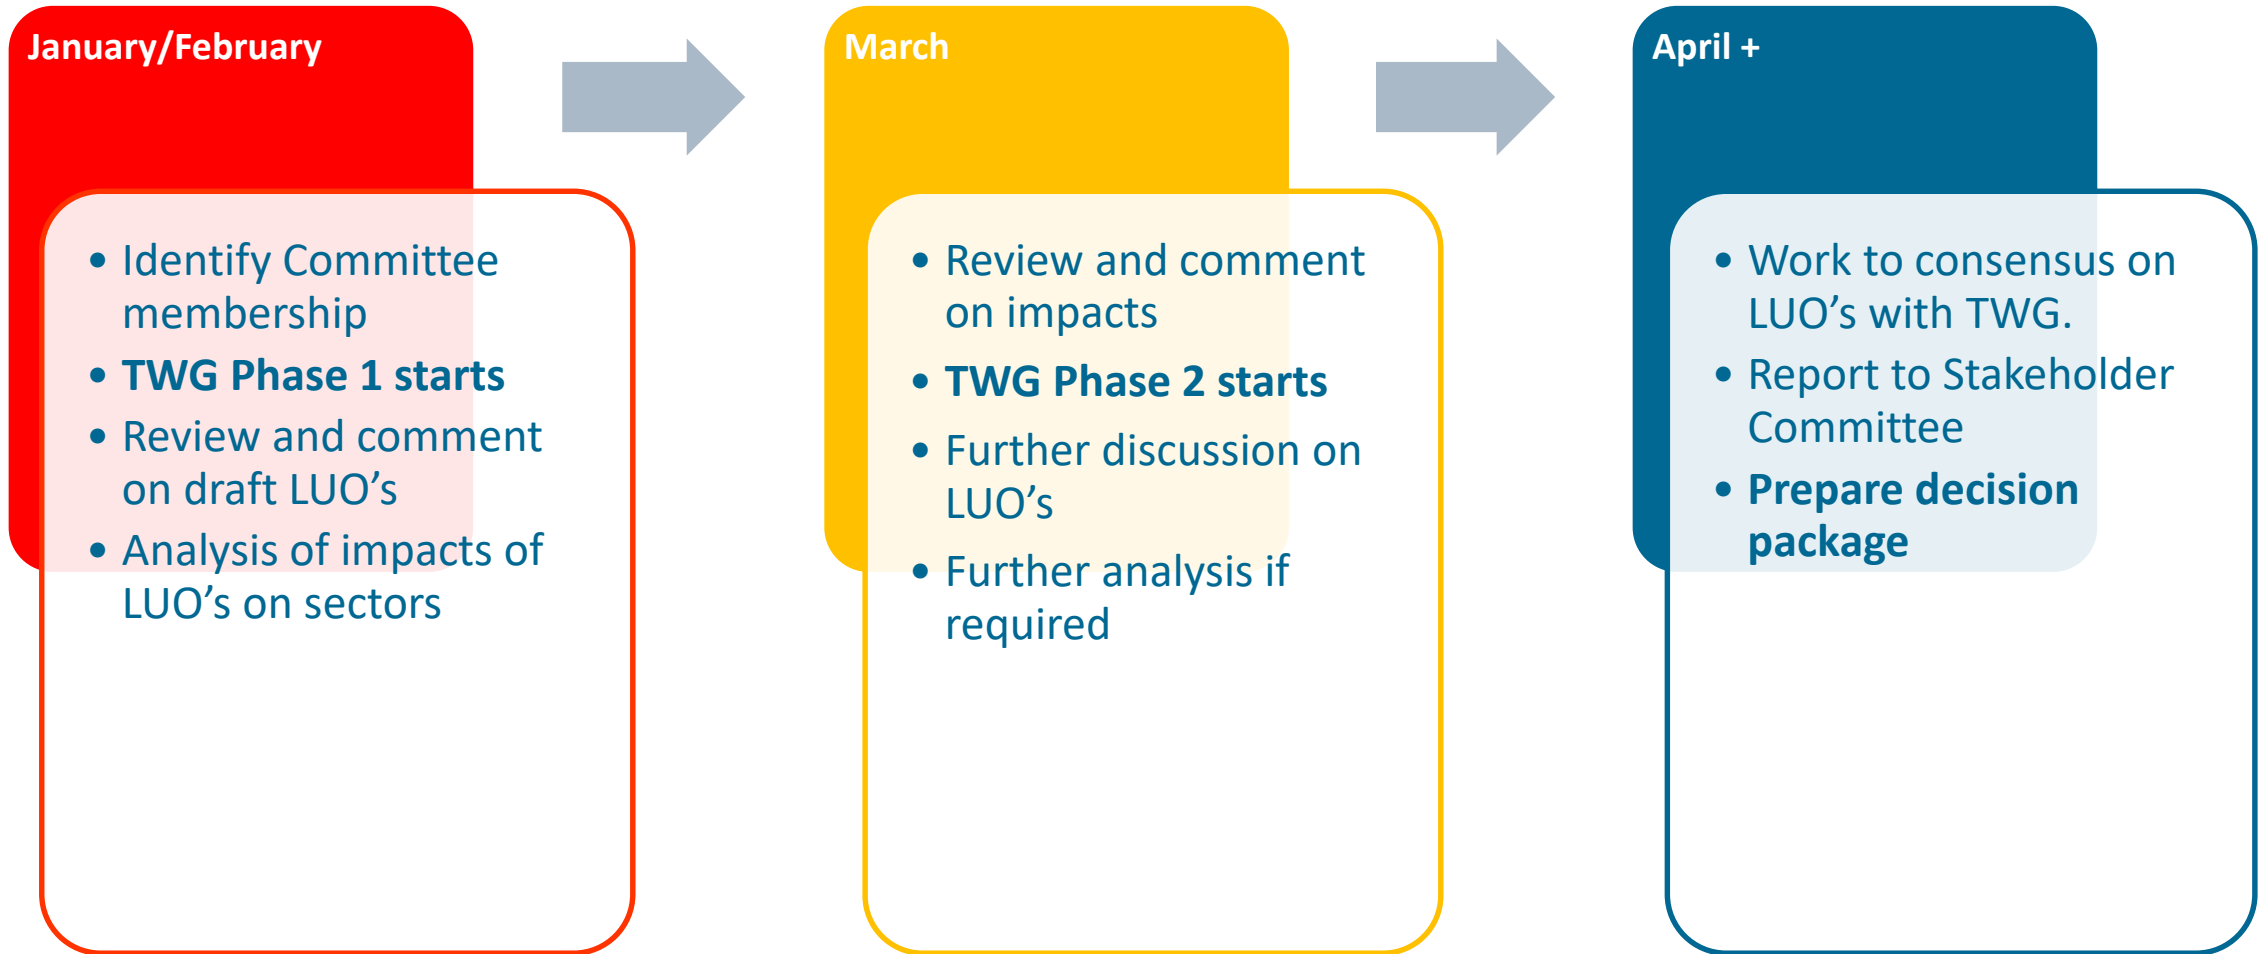 January/February
• Identify Committee
membership
• TWG Phase 1 starts
• Review and comment
on draft LUO’s
• Analysis of impacts of
LUO’s on sectors
March
• Review and comment
on impacts
• TWG Phase 2 starts
• Further discussion on
LUO’s
• Further analysis if
required
April +
• Work to consensus on
LUO’s with TWG.
• Report to Stakeholder
Committee
• Prepare decision
package